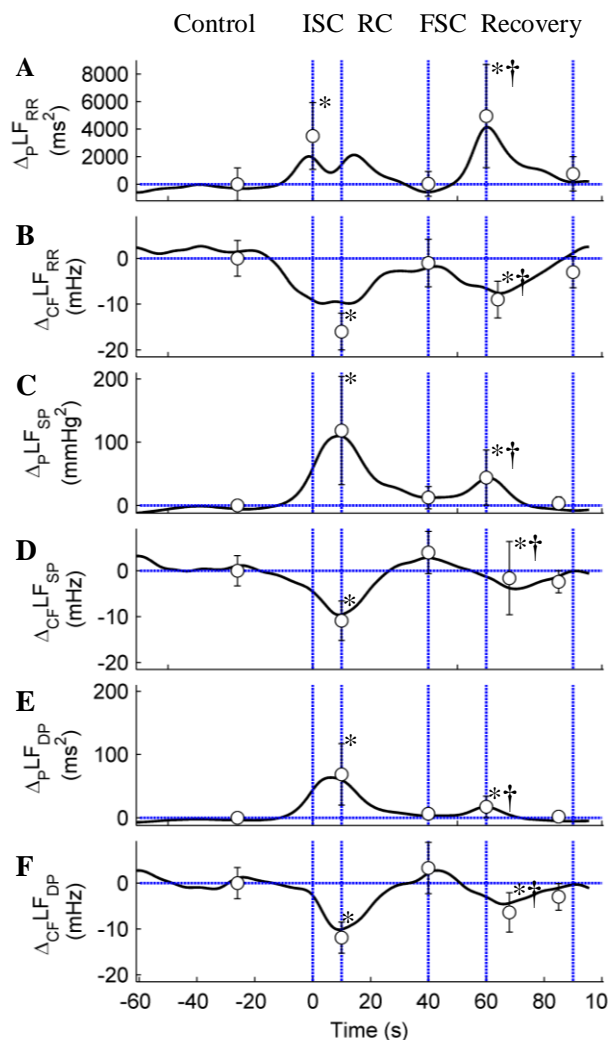 Control ISC RC FSC Recovery
A
ΔPLFRR
(ms2)
8000
6000
4000
2000
0
*
*†
B
ΔCFLFRR
(mHz)
0
-10
-20
*
*†
C
ΔPLFSP
(mmHg2)
200
100
0
*
*†
D
ΔCFLFSP
(mHz)
0
-10
-20
*
*†
E
ΔPLFDP
(ms2)
200
100
0
*
*†
F
ΔCFLFDP
(mHz)
0
-10
-20
*
*†
-60 -40 -20 0 20 40 60 80 10
Time (s)